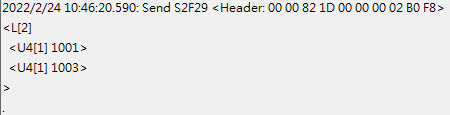 2022/2/24 10:46:20.590: Send S2F29 <Header: 00 00 82 1D 00 00 00 02 B0 F8>
<L[2]
<U4[1] 1001>
<U4[1] 1003>
>
.